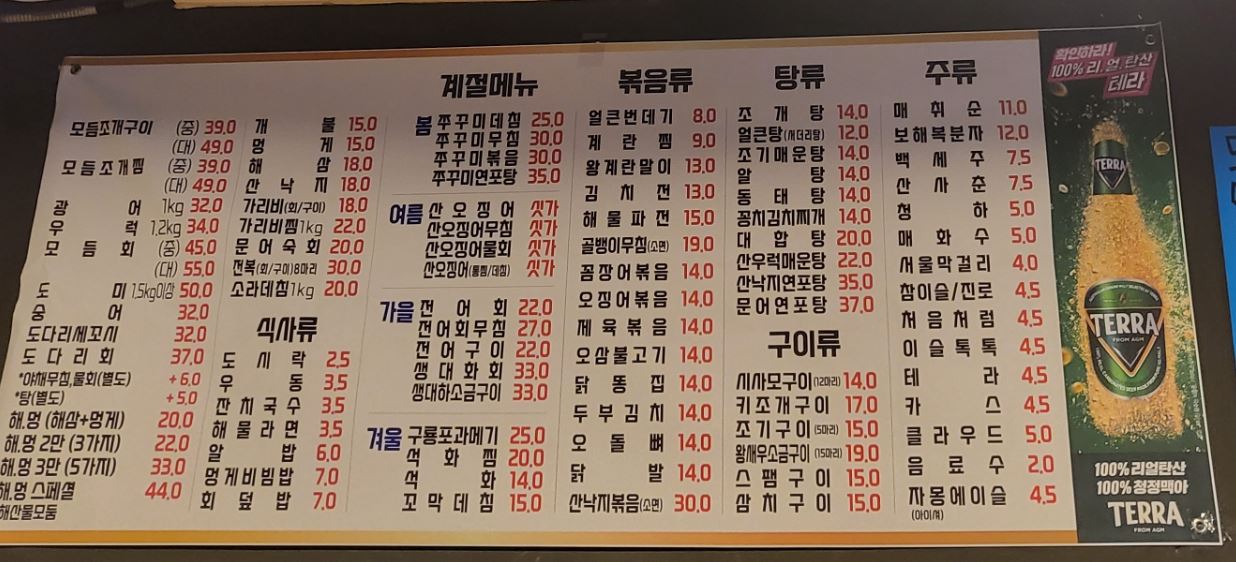 모듬조개구이 (중) 39.0
(대) 49.0
모듬조개찜 (중) 39.0
(대) 49.0
광어 1kg 32.0
우럭 1.2kg 34.0
모듬회 (중) 45.0
(대) 55.0
도미 1.5kg이상 50.0
숭어 32.0
도다리세꼬시 32.0
도다리회 37.0
*야채무침,물회(별도) +6.0
*탕(별도) +5.0
해.멍 (해삼+멍게) 20.0
해.멍 2만 (3가지) 22.0
해.멍 3만 (5가지) 33.0
해.멍 스페셜 44.0
해산물모둠
개불 15.0
멍게 15.0
해삼 18.0
산낙지 18.0
가리비(회/구이) 18.0
가리비찜1kg 22.0
문어숙회 20.0
전복(회/구이)8마리 30.0
소라데침1kg 20.0
식사류
도시락 2.5
우동 3.5
잔치국수 3.5
해물라면 3.5
알밥 6.0
멍게비빔밥 7.0
회덮밥 7.0
계절메뉴
봄 쭈꾸미데침 25.0
쭈꾸미무침 30.0
쭈꾸미볶음 30.0
쭈꾸미연포탕 35.0
여름 산오징어 싯가
산오징어무침 싯가
산오징어물회 싯가
산오징어(통찜/데침) 싯가
가을 전어회 22.0
전어회무침 27.0
전어구이 22.0
생대하회 33.0
생대하소금구이 33.0
겨울 구룡포과메기 25.0
석화찜 20.0
석화 14.0
꼬막데침 15.0
볶음류
얼큰번데기 8.0
계란찜 9.0
왕계란말이 13.0
김치전 13.0
해물파전 15.0
골뱅이무침(소면) 19.0
꼼장어볶음 14.0
오징어볶음 14.0
제육볶음 14.0
오삼불고기 14.0
닭똥집 14.0
두부김치 14.0
오돌뼈 14.0
닭발 14.0
산낙지볶음(소면) 30.0
탕류
조개탕 14.0
얼큰탕(서더리탕) 12.0
조기매운탕 14.0
알탕 14.0
동태탕 14.0
꽁치김치찌개 14.0
대합탕 20.0
산우럭매운탕 22.0
산낙지연포탕 35.0
문어연포탕 37.0
구이류
시사모구이(12마리) 14.0
키조개구이 17.0
조기구이(5마리) 15.0
왕새우소금구이(15마리) 19.0
스팸구이 15.0
삼치구이 15.0
주류
매취순 11.0
보해복분자 12.0
백세주 7.5
산사춘 7.5
청하 5.0
매화수 5.0
서울막걸리 4.0
참이슬/진로 4.5
처음처럼 4.5
이슬톡톡 4.5
테라 4.5
카스 4.5
클라우드 5.0
음료수 2.0
자몽에이슬 4.5
(아이셔)
확인하라!
100% 리.얼.탄산
테라
TERRA
TERRA
FROM AGM
100% 리얼탄산
100% 청정맥아
TERRA
FROM AGM